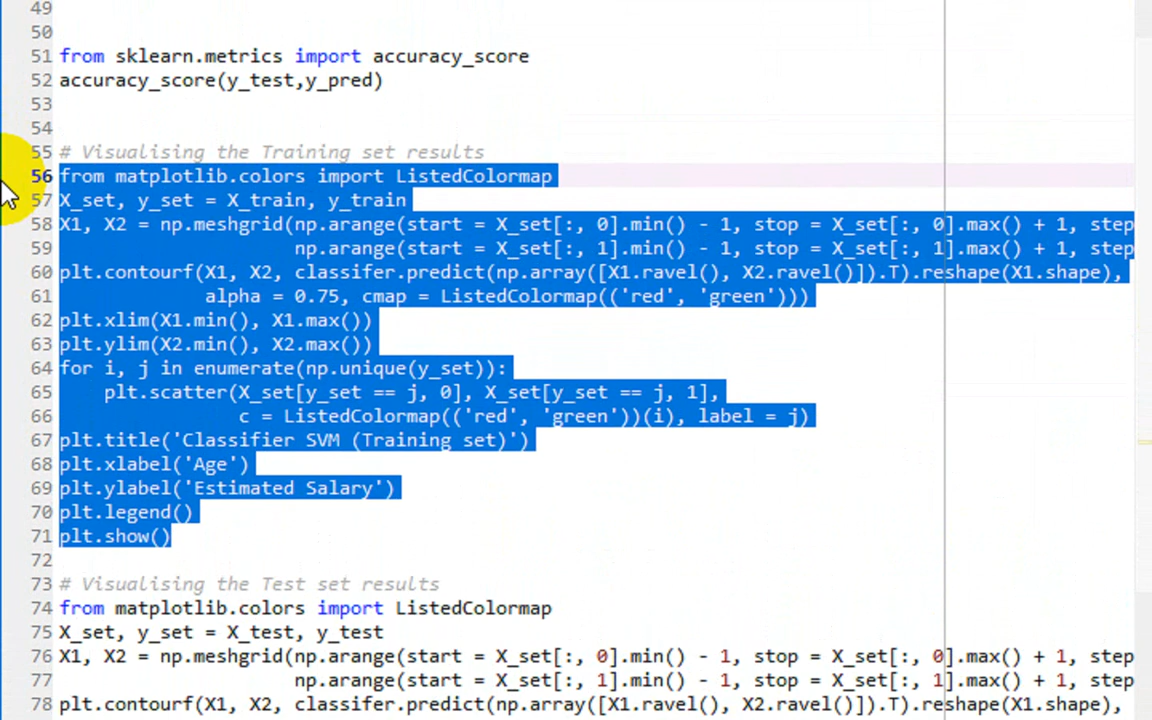 49
50
51 from sklearn.metrics import accuracy_score
52 accuracy_score(y_test,y_pred)
53
54
55 # Visualising the Training set results
56 from matplotlib.colors import ListedColormap
57 X_set, y_set = X_train, y_train
58 X1, X2 = np.meshgrid(np.arange(start = X_set[:, 0].min() - 1, stop = X_set[:, 0].max() + 1, step
59                      np.arange(start = X_set[:, 1].min() - 1, stop = X_set[:, 1].max() + 1, step
60 plt.contourf(X1, X2, classifer.predict(np.array([X1.ravel(), X2.ravel()]).T).reshape(X1.shape),
61              alpha = 0.75, cmap = ListedColormap(('red', 'green')))
62 plt.xlim(X1.min(), X1.max())
63 plt.ylim(X2.min(), X2.max())
64 for i, j in enumerate(np.unique(y_set)):
65     plt.scatter(X_set[y_set == j, 0], X_set[y_set == j, 1],
66                 c = ListedColormap(('red', 'green'))(i), label = j)
67 plt.title('Classifier SVM (Training set)')
68 plt.xlabel('Age')
69 plt.ylabel('Estimated Salary')
70 plt.legend()
71 plt.show()
72
73 # Visualising the Test set results
74 from matplotlib.colors import ListedColormap
75 X_set, y_set = X_test, y_test
76 X1, X2 = np.meshgrid(np.arange(start = X_set[:, 0].min() - 1, stop = X_set[:, 0].max() + 1, step
77                      np.arange(start = X_set[:, 1].min() - 1, stop = X_set[:, 1].max() + 1, step
78 plt.contourf(X1, X2, classifer.predict(np.array([X1.ravel(), X2.ravel()]).T).reshape(X1.shape),